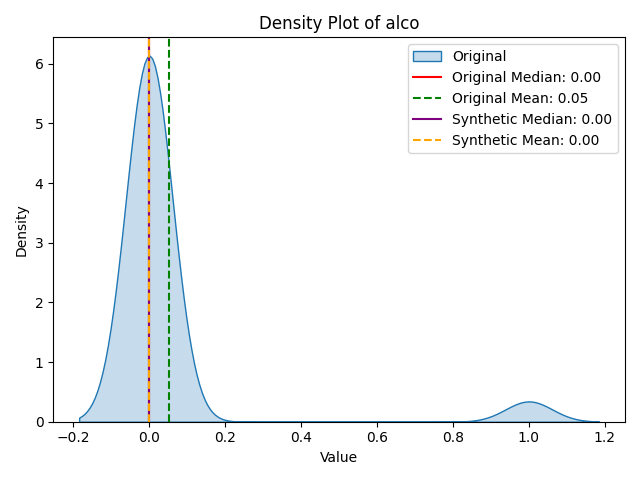 Density Plot of alco
Original
Original Median: 0.00
Original Mean: 0.05
Synthetic Median: 0.00
Synthetic Mean: 0.00
6
5
4
3
2
1
0
Density
−0.2 0.0 0.2 0.4 0.6 0.8 1.0 1.2
Value